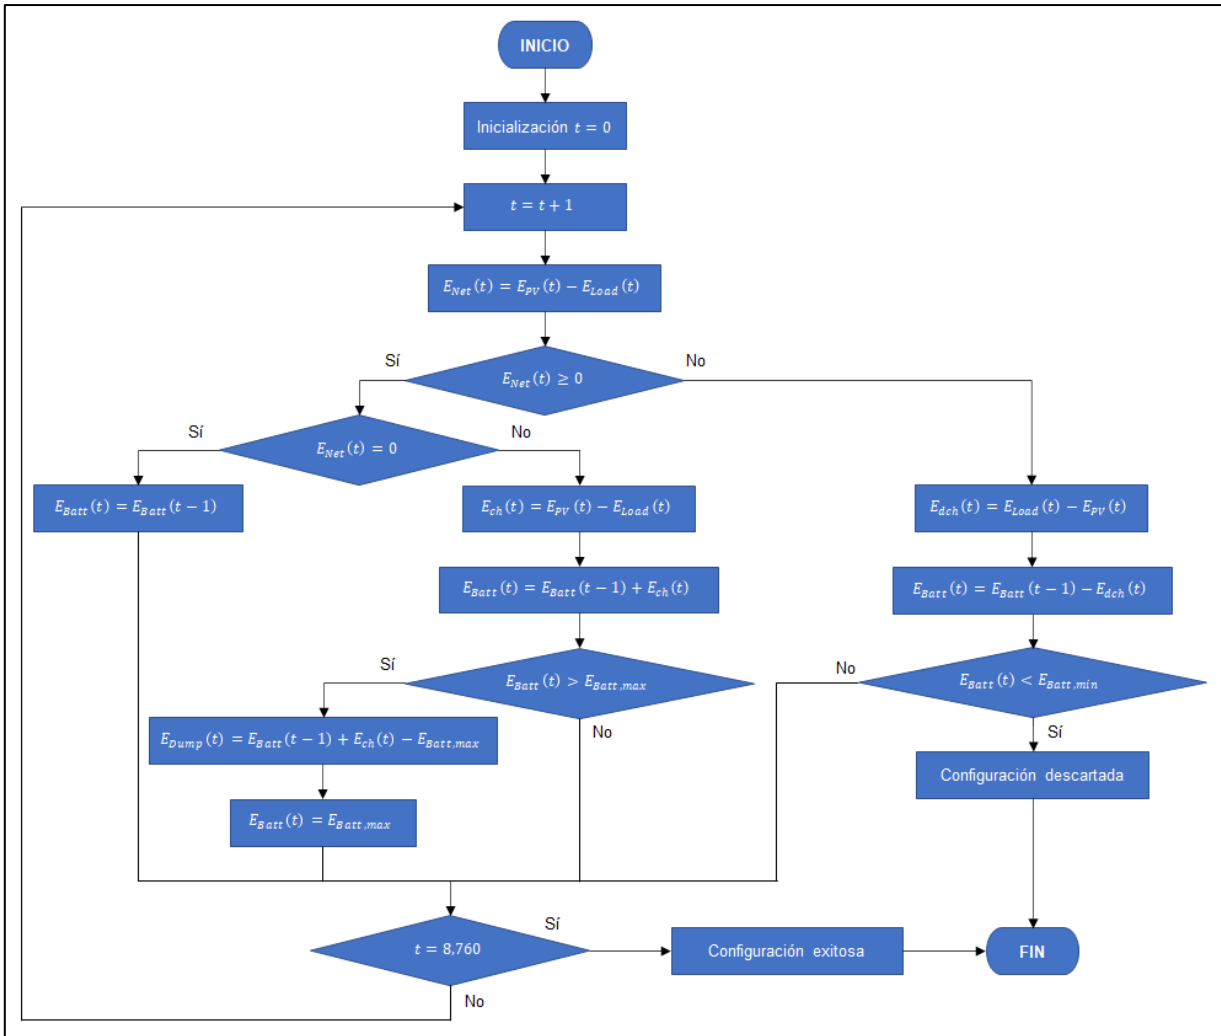 INICIO
Inicialización t = 0
t = t + 1
E_Net(t) = E_PV(t) − E_Load(t)
Sí
No
E_Net(t) ≥ 0
Sí
No
E_Net(t) = 0
E_Batt(t) = E_Batt(t − 1)
E_ch(t) = E_PV(t) − E_Load(t)
E_dch(t) = E_Load(t) − E_PV(t)
E_Batt(t) = E_Batt(t − 1) + E_ch(t)
E_Batt(t) = E_Batt(t − 1) − E_dch(t)
Sí
E_Batt(t) > E_Batt,max
No
E_Batt(t) < E_Batt,min
No
Sí
E_Dump(t) = E_Batt(t − 1) + E_ch(t) − E_Batt,max
Configuración descartada
E_Batt(t) = E_Batt,max
Sí
t = 8,760
Configuración exitosa
FIN
No